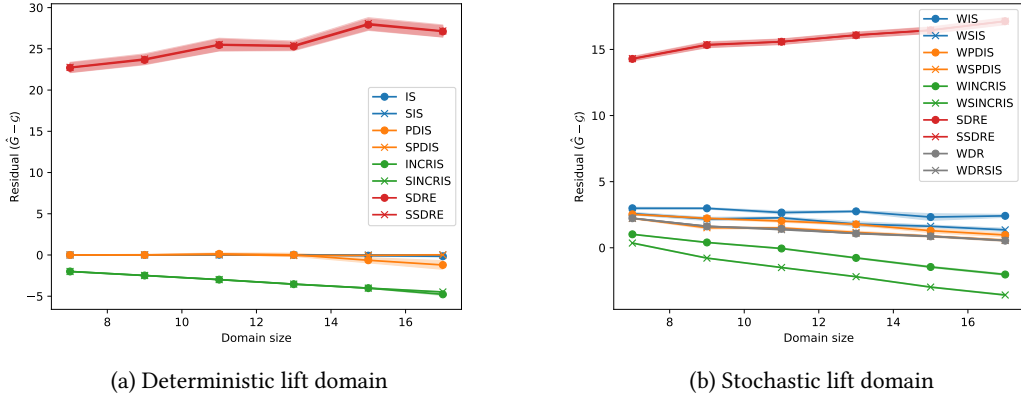 30
25
20
15
10
5
0
−5
Residual (Ĝ − 𝒢)
8
10
12
14
16
Domain size
IS
SIS
PDIS
SPDIS
INCRIS
SINCRIS
SDRE
SSDRE
(a) Deterministic lift domain
15
10
5
0
Residual (Ĝ − 𝒢)
8
10
12
14
16
Domain size
WIS
WSIS
WPDIS
WSPDIS
WINCRIS
WSINCRIS
SDRE
SSDRE
WDR
WDRSIS
(b) Stochastic lift domain